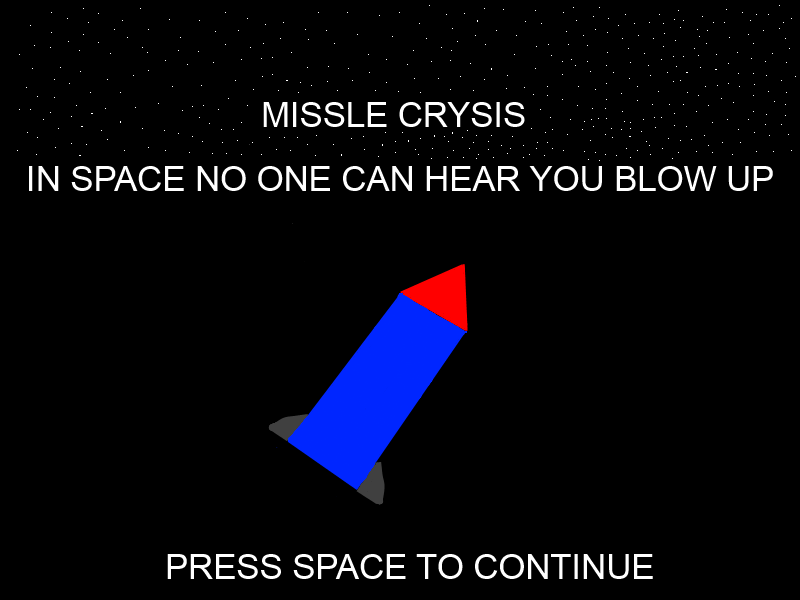 MISSLE CRYSIS
IN SPACE NO ONE CAN HEAR YOU BLOW UP
PRESS SPACE TO CONTINUE